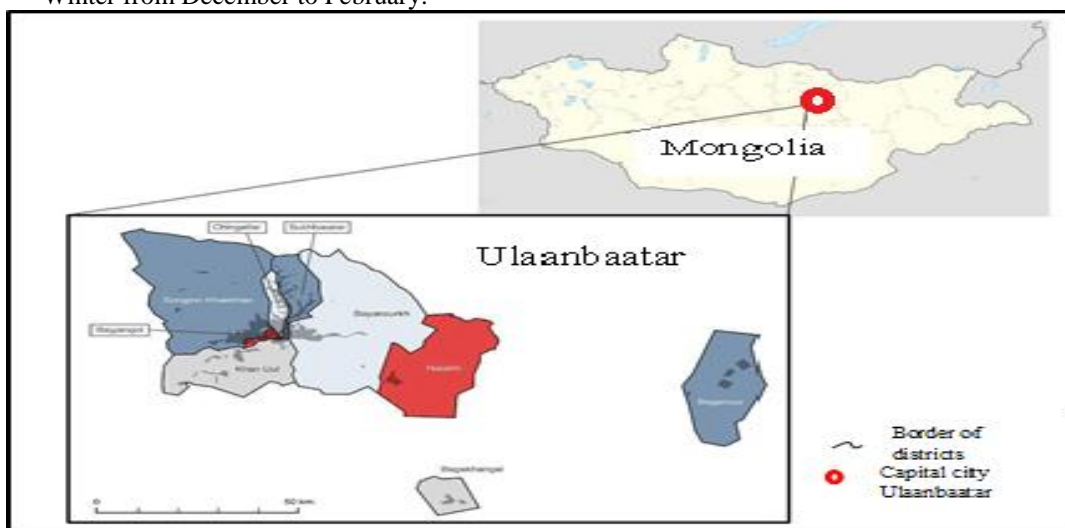 Winter from December to February.
Mongolia
Ulaanbaatar
Chingeltei
Sukhbaatar
Songino Khairkhan
Bayanzurkh
Bayangol
Khan Uul
Nalaikh
Baganuur
Bagakhangai
0 50 km
Border of
districts
Capital city
Ulaanbaatar